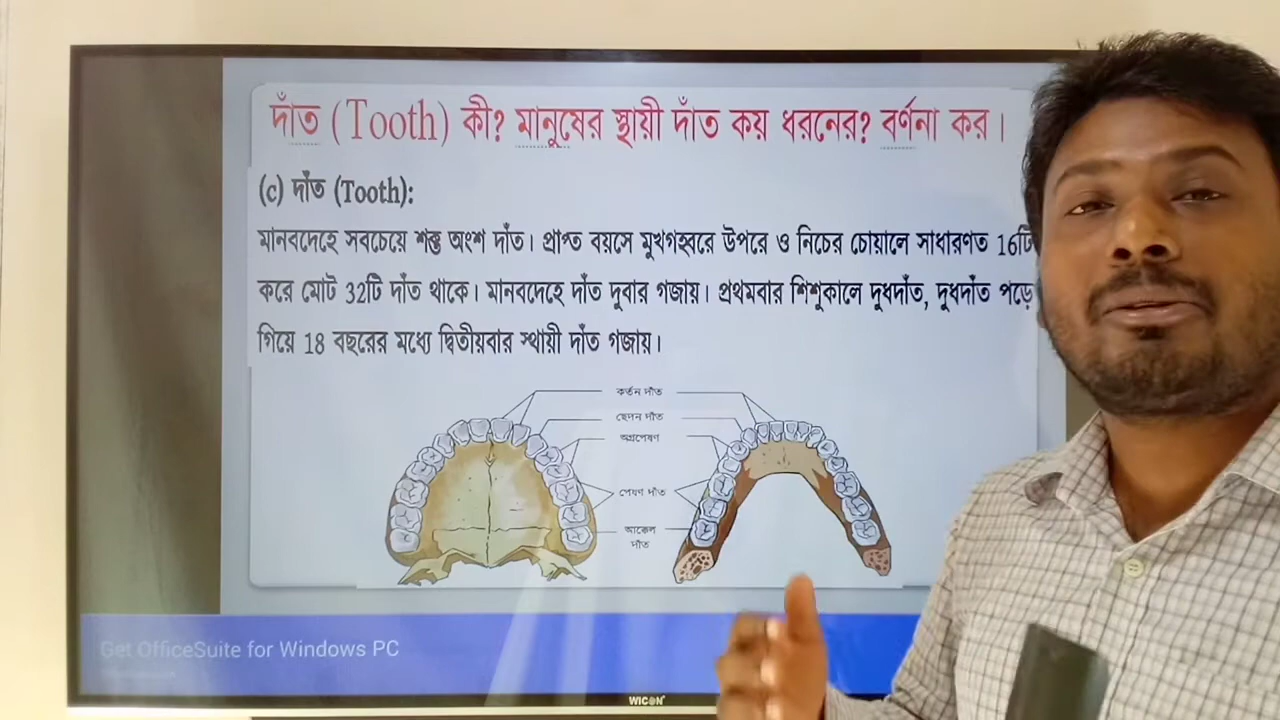 দাঁত (Tooth) কী? মানুষের স্থায়ী দাঁত কয় ধরনের? বর্ণনা কর।
(c) দাঁত (Tooth):
মানবদেহে সবচেয়ে শক্ত অংশ দাঁত। প্রাপ্ত বয়সে মুখগহ্বরে উপরে ও নিচের চোয়ালে সাধারণত 16টি
করে মোট 32টি দাঁত থাকে। মানবদেহে দাঁত দুবার গজায়। প্রথমবার শিশুকালে দুধদাঁত, দুধদাঁত পড়ে
গিয়ে 18 বছরের মধ্যে দ্বিতীয়বার স্থায়ী দাঁত গজায়।
কর্তন দাঁত
ছেদন দাঁত
অগ্রপেষণ
পেষণ দাঁত
আক্কেল
দাঁত
Get OfficeSuite for Windows PC
WICON